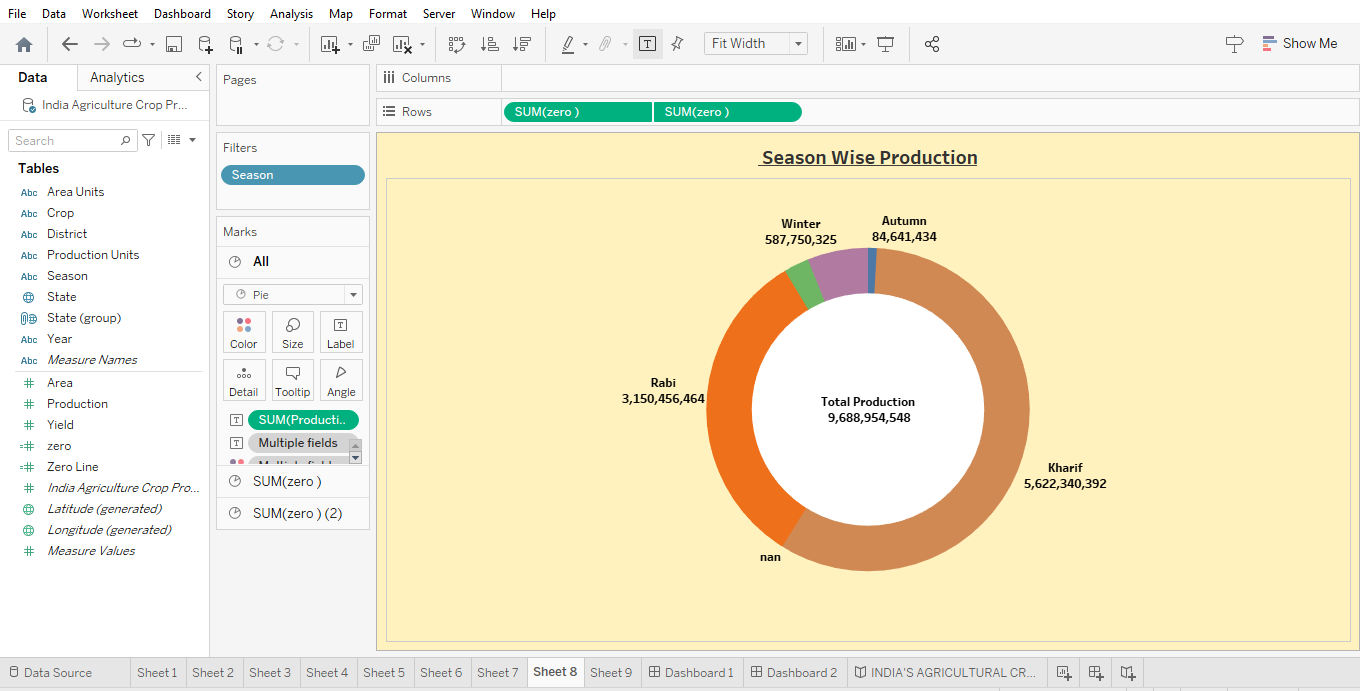 File Data Worksheet Dashboard Story Analysis Map Format Server Window Help
Fit Width
Show Me
Data Analytics
India Agriculture Crop Pr...
Search
Tables
Abc Area Units
Abc Crop
Abc District
Abc Production Units
Abc Season
State
State (group)
Abc Year
Abc Measure Names
Area
Production
Yield
zero
Zero Line
India Agriculture Crop Pro...
Latitude (generated)
Longitude (generated)
Measure Values
Pages
Filters
Season
Marks
All
Pie
Color Size Label
Detail Tooltip Angle
SUM(Producti..
Multiple fields
SUM(zero )
SUM(zero ) (2)
Columns
Rows
SUM(zero ) SUM(zero )
Season Wise Production
Winter
587,750,325
Autumn
84,641,434
Rabi
3,150,456,464
Total Production
9,688,954,548
Kharif
5,622,340,392
nan
Data Source Sheet 1 Sheet 2 Sheet 3 Sheet 4 Sheet 5 Sheet 6 Sheet 7 Sheet 8 Sheet 9 Dashboard 1 Dashboard 2 INDIA'S AGRICULTURAL CR...